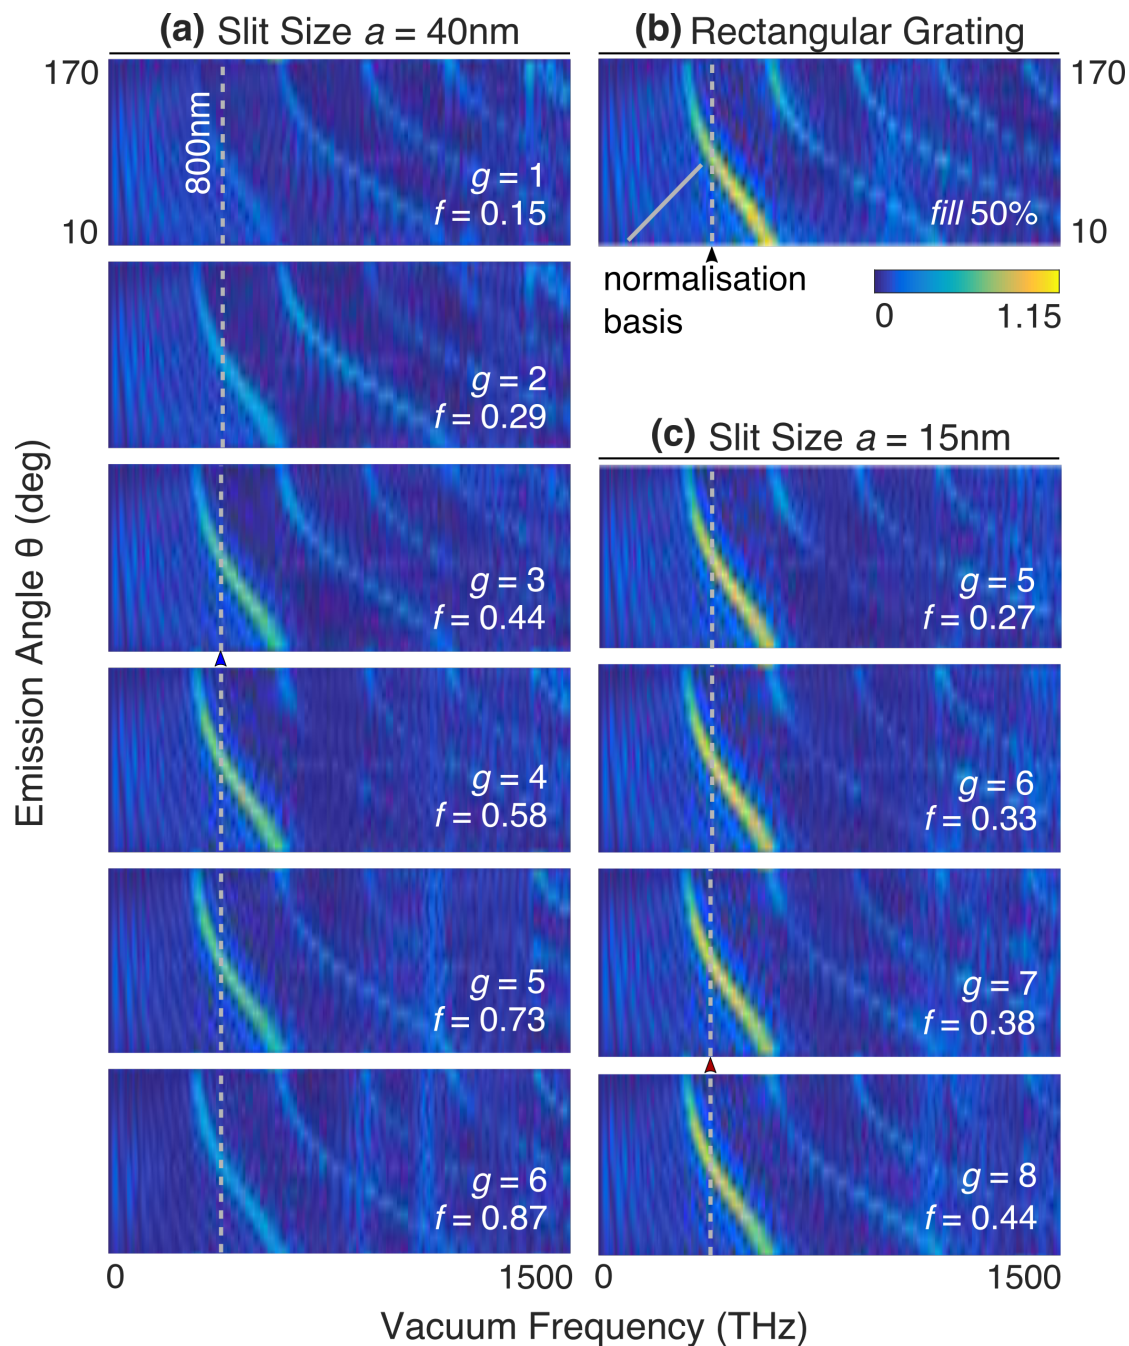 (a) Slit Size a = 40nm
170
10
800nm
g = 1
f = 0.15
g = 2
f = 0.29
g = 3
f = 0.44
g = 4
f = 0.58
g = 5
f = 0.73
g = 6
f = 0.87
0
1500
(b) Rectangular Grating
170
10
fill 50%
normalisation
basis
0
1.15
(c) Slit Size a = 15nm
g = 5
f = 0.27
g = 6
f = 0.33
g = 7
f = 0.38
g = 8
f = 0.44
0
1500
Emission Angle θ (deg)
Vacuum Frequency (THz)